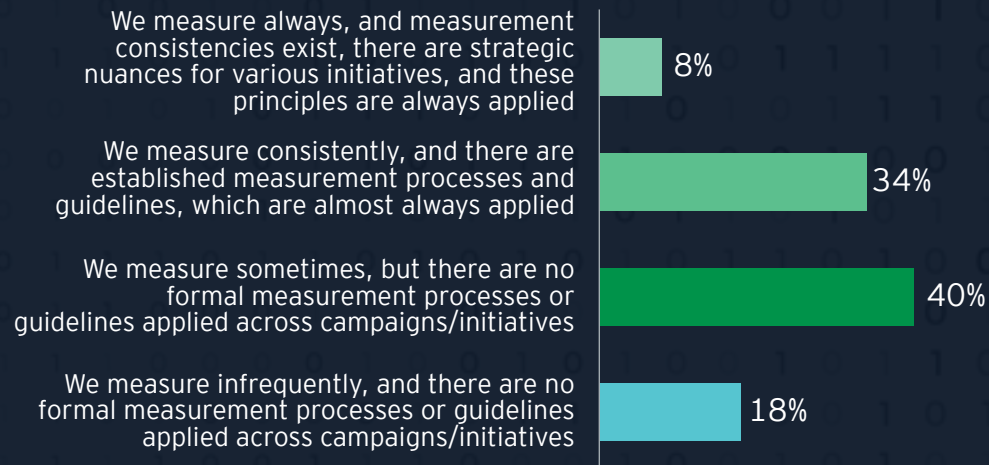 We measure always, and measurement
consistencies exist, there are strategic
nuances for various initiatives, and these
principles are always applied
8%
We measure consistently, and there are
established measurement processes and
guidelines, which are almost always applied
34%
We measure sometimes, but there are no
formal measurement processes or
guidelines applied across campaigns/initiatives
40%
We measure infrequently, and there are no
formal measurement processes or guidelines
applied across campaigns/initiatives
18%